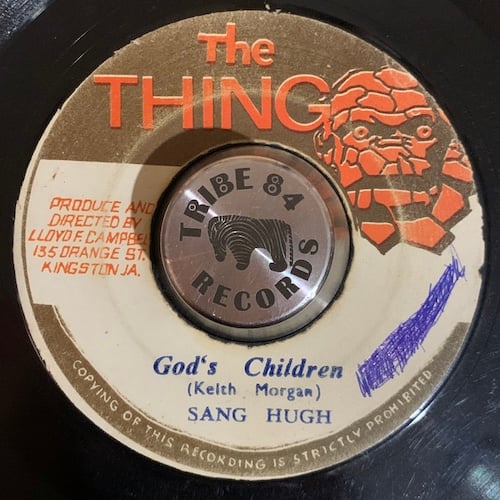 The
THING
PRODUCE AND
DIRECTED BY
LLOYD F. CAMPBEL
135 ORANGE ST.
KINGSTON JA.
TRIBE 84
RECORDS
God's Children
(Keith Morgan)
SANG HUGH
COPYING OF THIS RECORDING IS STRICTLY PROHIBITED